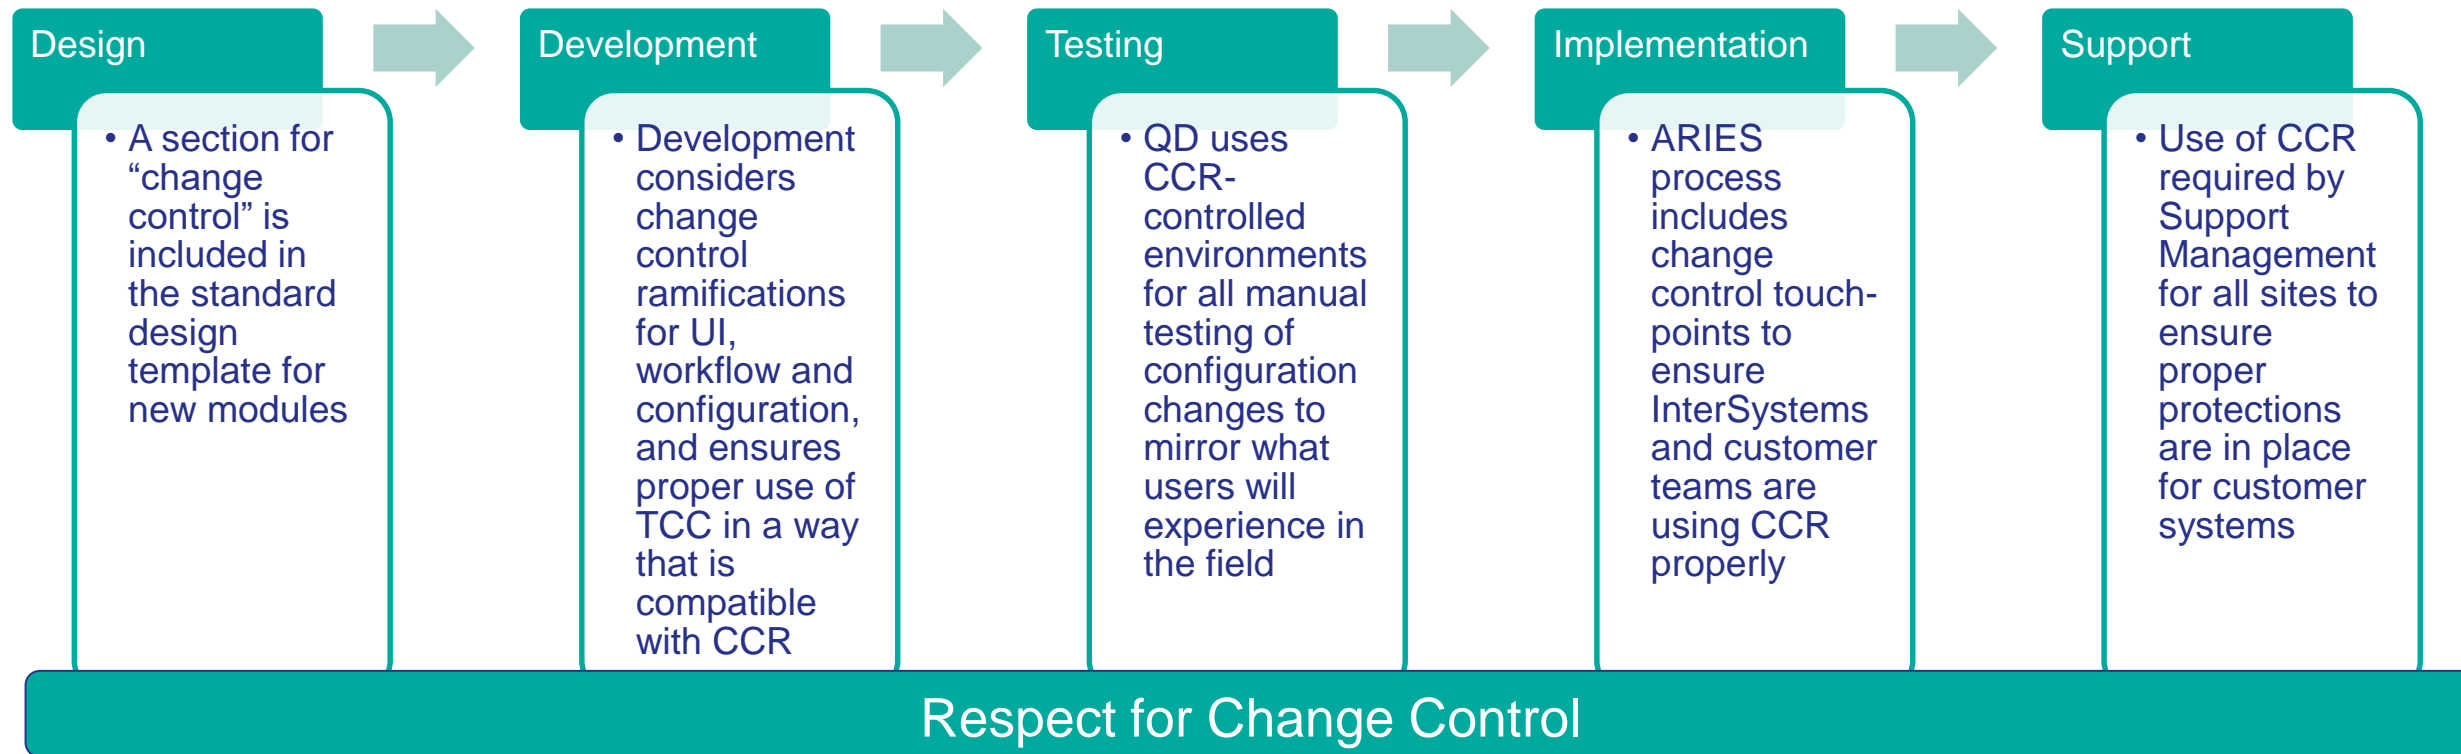 Design
• A section for
“change
control” is
included in
the standard
design
template for
new modules
Development
• Development
considers
change
control
ramifications
for UI,
workflow and
configuration,
and ensures
proper use of
TCC in a way
that is
compatible
with CCR
Testing
• QD uses
CCR-
controlled
environments
for all manual
testing of
configuration
changes to
mirror what
users will
experience in
the field
Implementation
• ARIES
process
includes
change
control touch-
points to
ensure
InterSystems
and customer
teams are
using CCR
properly
Support
• Use of CCR
required by
Support
Management
for all sites to
ensure
proper
protections
are in place
for customer
systems
Respect for Change Control